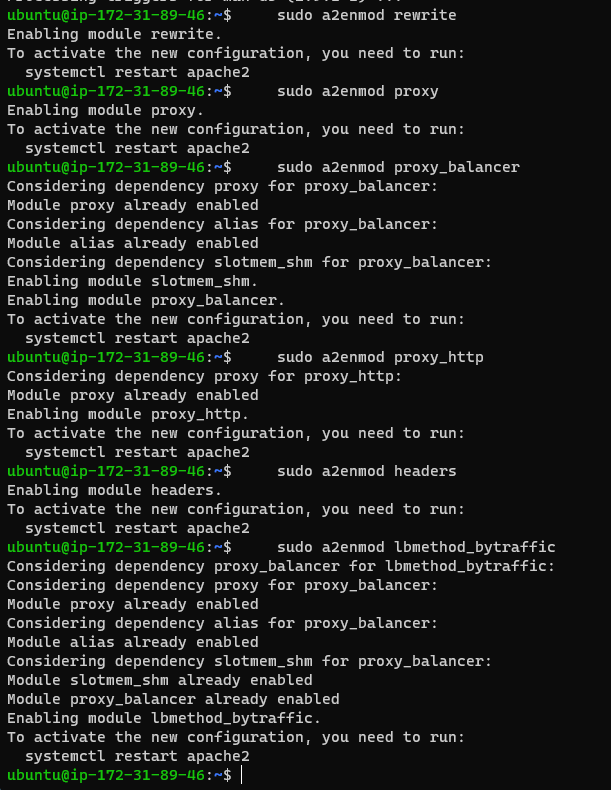 ubuntu@ip-172-31-89-46:~$     sudo a2enmod rewrite
Enabling module rewrite.
To activate the new configuration, you need to run:
  systemctl restart apache2
ubuntu@ip-172-31-89-46:~$     sudo a2enmod proxy
Enabling module proxy.
To activate the new configuration, you need to run:
  systemctl restart apache2
ubuntu@ip-172-31-89-46:~$     sudo a2enmod proxy_balancer
Considering dependency proxy for proxy_balancer:
Module proxy already enabled
Considering dependency alias for proxy_balancer:
Module alias already enabled
Considering dependency slotmem_shm for proxy_balancer:
Enabling module slotmem_shm.
Enabling module proxy_balancer.
To activate the new configuration, you need to run:
  systemctl restart apache2
ubuntu@ip-172-31-89-46:~$     sudo a2enmod proxy_http
Considering dependency proxy for proxy_http:
Module proxy already enabled
Enabling module proxy_http.
To activate the new configuration, you need to run:
  systemctl restart apache2
ubuntu@ip-172-31-89-46:~$     sudo a2enmod headers
Enabling module headers.
To activate the new configuration, you need to run:
  systemctl restart apache2
ubuntu@ip-172-31-89-46:~$     sudo a2enmod lbmethod_bytraffic
Considering dependency proxy_balancer for lbmethod_bytraffic:
Considering dependency proxy for proxy_balancer:
Module proxy already enabled
Considering dependency alias for proxy_balancer:
Module alias already enabled
Considering dependency slotmem_shm for proxy_balancer:
Module slotmem_shm already enabled
Module proxy_balancer already enabled
Enabling module lbmethod_bytraffic.
To activate the new configuration, you need to run:
  systemctl restart apache2
ubuntu@ip-172-31-89-46:~$